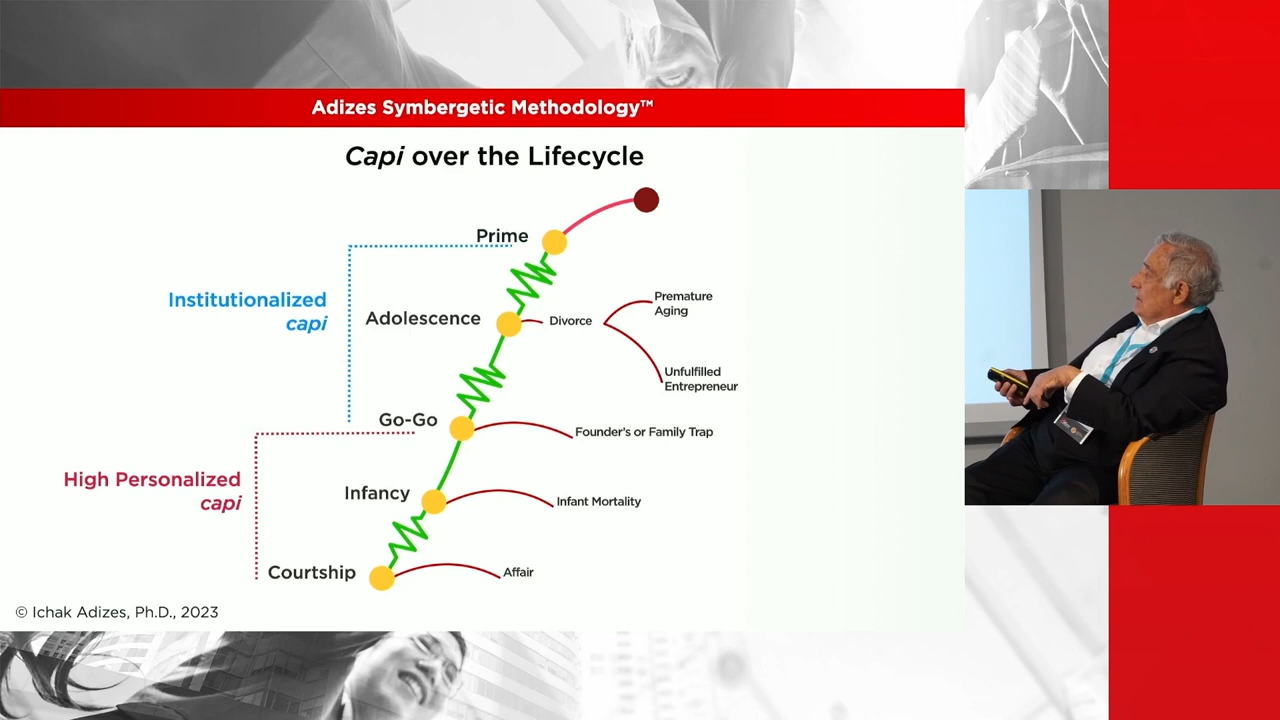 Adizes Symbergetic Methodology™
Capi over the Lifecycle
Prime
Institutionalized
capi
Adolescence
Divorce
Premature
Aging
Unfulfilled
Entrepreneur
Go-Go
Founder's or Family Trap
High Personalized
capi
Infancy
Infant Mortality
Courtship
Affair
© Ichak Adizes, Ph.D., 2023